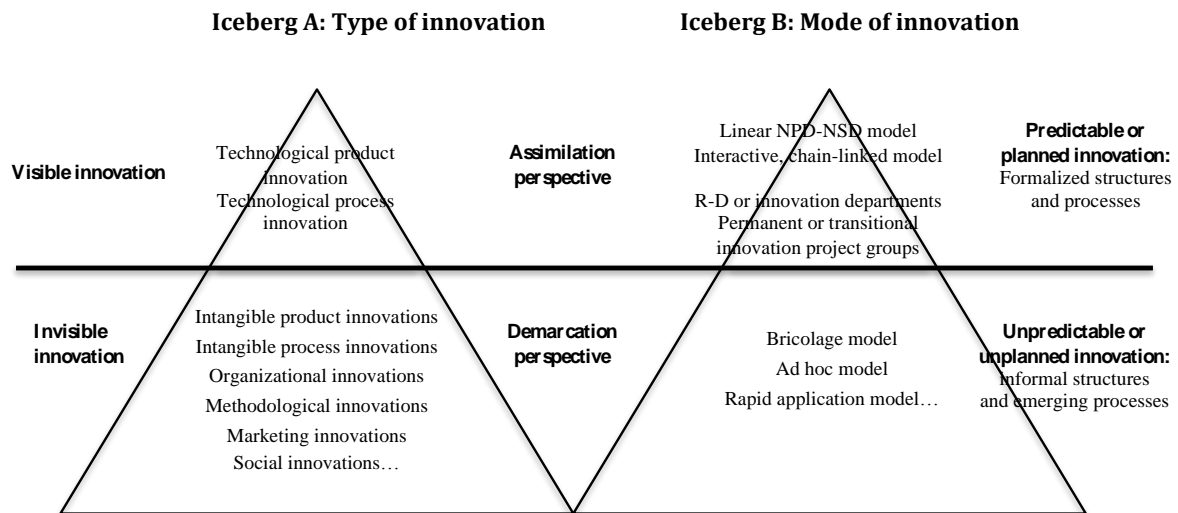 Iceberg A: Type of innovation
Iceberg B: Mode of innovation
Visible innovation
Technological product
innovation
Technological process
innovation
Assimilation
perspective
Linear NPD-NSD model
Interactive, chain-linked model
R-D or innovation departments
Permanent or transitional
innovation project groups
Predictable or
planned innovation:
Formalized structures
and processes
Invisible
innovation
Intangible product innovations
Intangible process innovations
Organizational innovations
Methodological innovations
Marketing innovations
Social innovations…
Demarcation
perspective
Bricolage model
Ad hoc model
Rapid application model…
Unpredictable or
unplanned innovation:
informal structures
and emerging processes